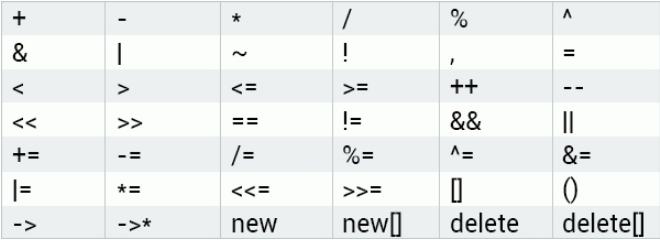 + - * / % ^
& | ~ ! , =
< > <= >= ++ --
<< >> == != && ||
+= -= /= %= ^= &=
|= *= <<= >>= [] ()
-> ->* new new[] delete delete[]